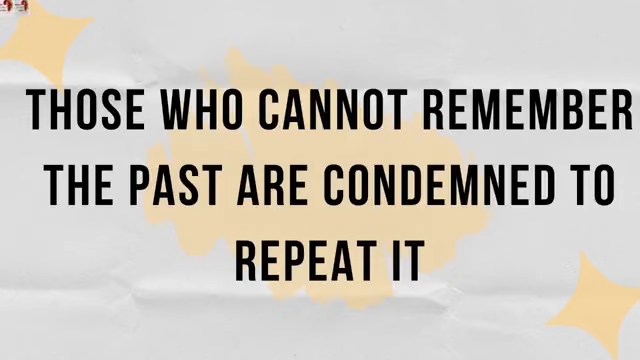 THOSE WHO CANNOT REMEMBER
THE PAST ARE CONDEMNED TO
REPEAT IT